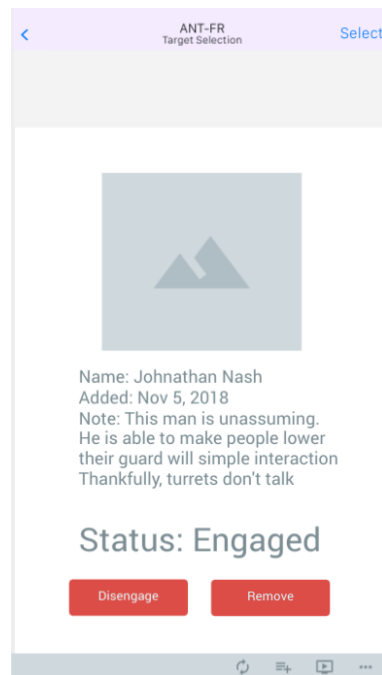 ANT-FR
Target Selection
Select
Name: Johnathan Nash
Added: Nov 5, 2018
Note: This man is unassuming.
He is able to make people lower
their guard will simple interaction
Thankfully, turrets don't talk
Status: Engaged
Disengage
Remove